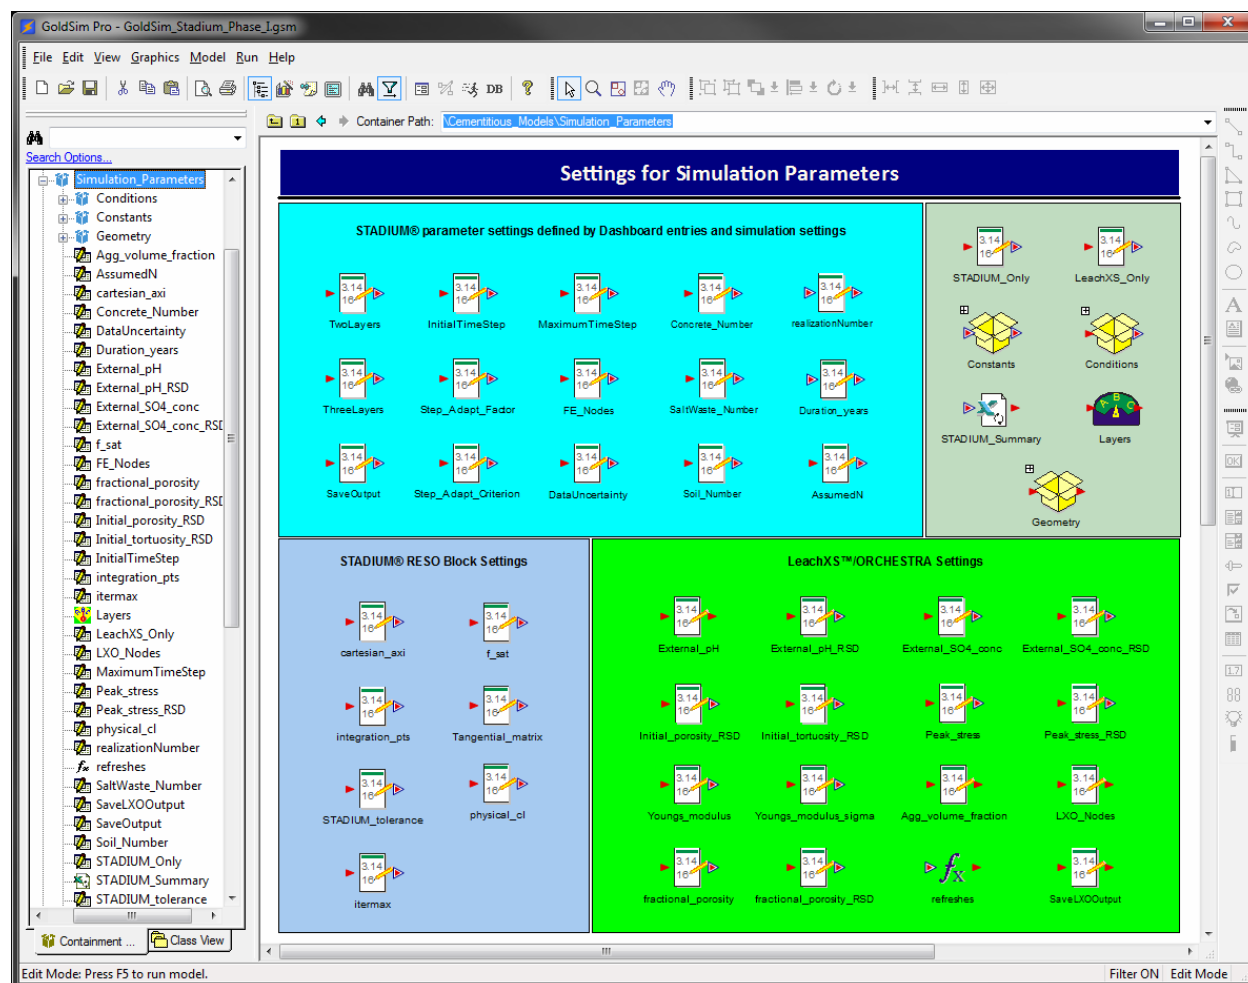 GoldSim Pro - GoldSim_Stadium_Phase_I.gsm
File Edit View Graphics Model Run Help
DB
Container Path: \Cementitious_Models\Simulation_Parameters
Search Options...
Simulation_Parameters
Conditions
Constants
Geometry
Agg_volume_fraction
AssumedN
cartesian_axi
Concrete_Number
DataUncertainty
Duration_years
External_pH
External_pH_RSD
External_SO4_conc
External_SO4_conc_RSD
f_sat
FE_Nodes
fractional_porosity
fractional_porosity_RSD
Initial_porosity_RSD
Initial_tortuosity_RSD
InitialTimeStep
integration_pts
itermax
Layers
LeachXS_Only
LXO_Nodes
MaximumTimeStep
Peak_stress
Peak_stress_RSD
physical_cl
realizationNumber
refreshes
SaltWaste_Number
SaveLXOOutput
SaveOutput
Soil_Number
STADIUM_Only
STADIUM_Summary
STADIUM_tolerance
Containment ... Class View
Settings for Simulation Parameters
STADIUM® parameter settings defined by Dashboard entries and simulation settings
TwoLayers InitialTimeStep MaximumTimeStep Concrete_Number realizationNumber
ThreeLayers Step_Adapt_Factor FE_Nodes SaltWaste_Number Duration_years
SaveOutput Step_Adapt_Criterion DataUncertainty Soil_Number AssumedN
STADIUM_Only LeachXS_Only
Constants Conditions
STADIUM_Summary Layers
Geometry
STADIUM® RESO Block Settings
cartesian_axi f_sat
integration_pts Tangential_matrix
STADIUM_tolerance physical_cl
itermax
LeachXS™/ORCHESTRA Settings
External_pH External_pH_RSD External_SO4_conc External_SO4_conc_RSD
Initial_porosity_RSD Initial_tortuosity_RSD Peak_stress Peak_stress_RSD
Youngs_modulus Youngs_modulus_sigma Agg_volume_fraction LXO_Nodes
fractional_porosity fractional_porosity_RSD refreshes SaveLXOOutput
Edit Mode: Press F5 to run model. Filter ON Edit Mode